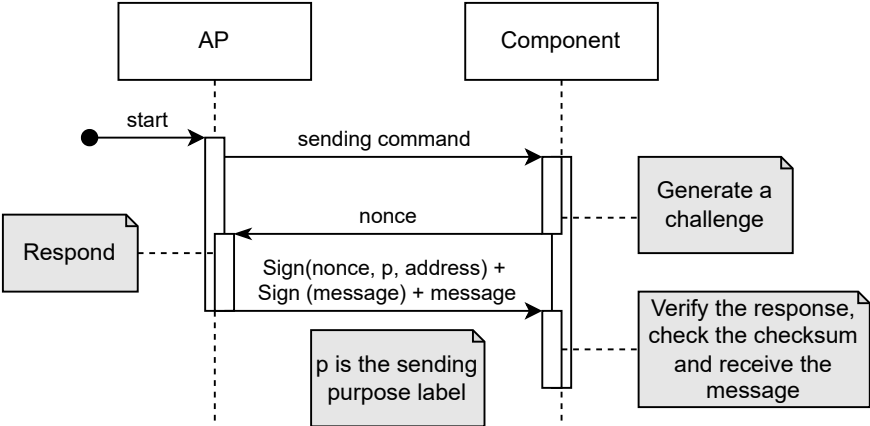 AP
Component
start
sending command
Generate a
challenge
nonce
Respond
Sign(nonce, p, address) +
Sign (message) + message
Verify the response,
check the checksum
and receive the
message
p is the sending
purpose label